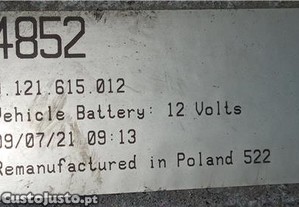 4852
.121.615.012
Vehicle Battery: 12 Volts
09/07/21 09:13
Remanufactured in Poland 522
CustoJusto.pt